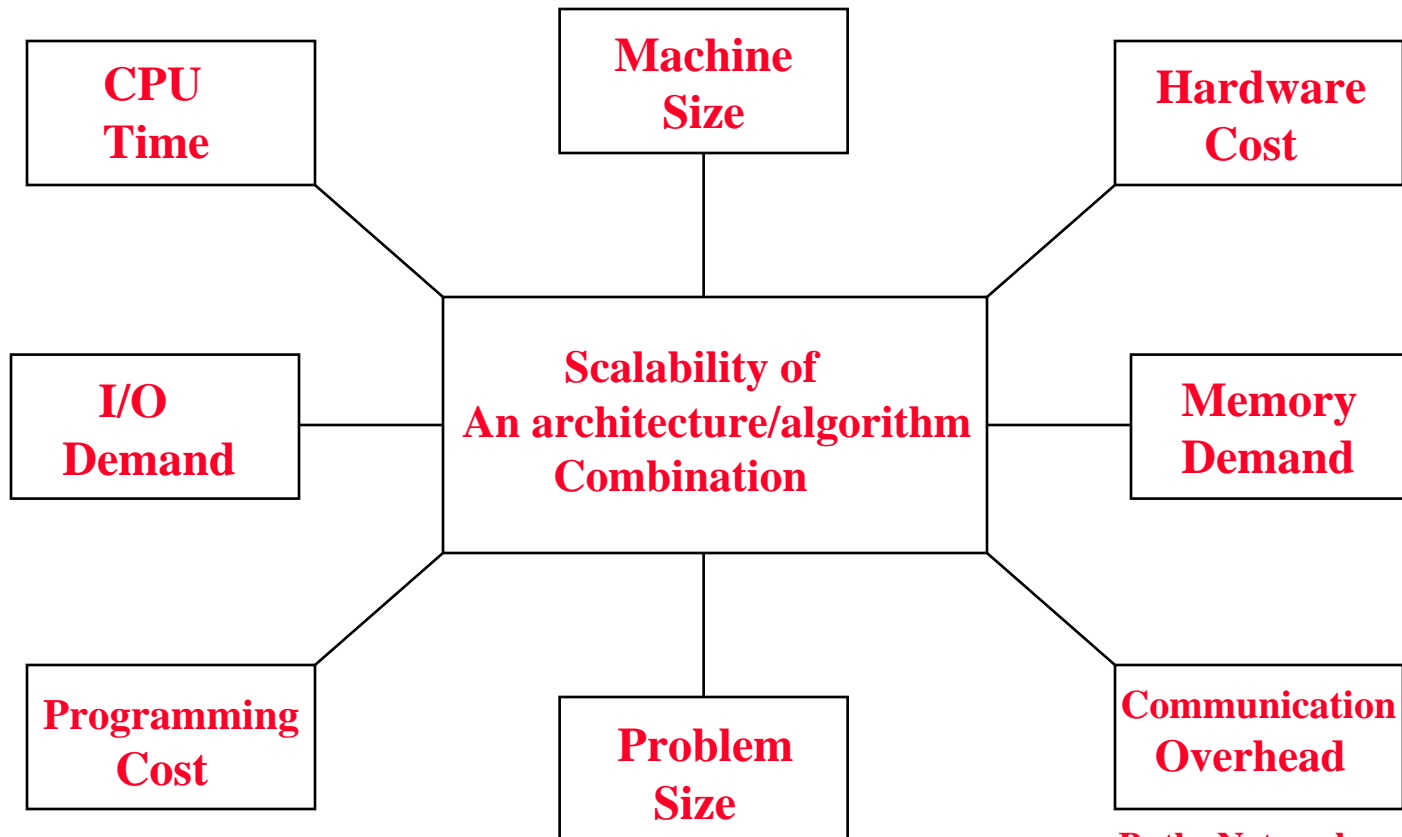 CPU
Time
Machine
Size
Hardware
Cost
I/O
Demand
Scalability of
An architecture/algorithm
Combination
Memory
Demand
Programming
Cost
Problem
Size
Communication
Overhead